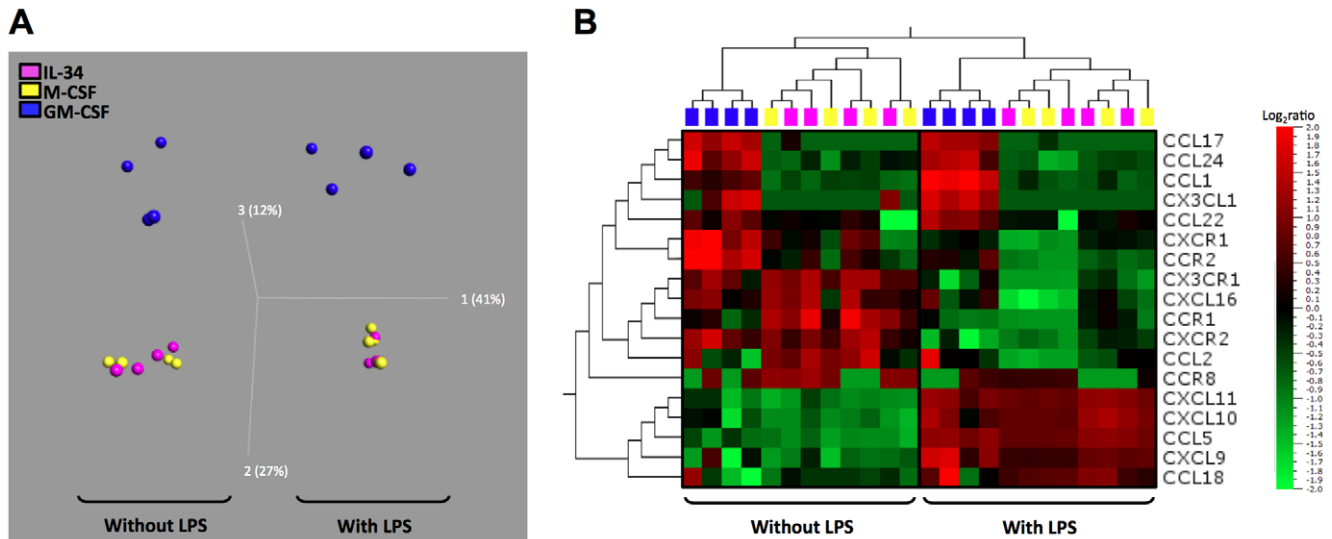 A
IL-34
M-CSF
GM-CSF
3 (12%)
1 (41%)
2 (27%)
Without LPS
With LPS
B
CCL17
CCL24
CCL1
CX3CL1
CCL22
CXCR1
CCR2
CX3CR1
CXCL16
CCR1
CXCR2
CCL2
CCR8
CXCL11
CXCL10
CCL5
CXCL9
CCL18
Without LPS
With LPS
Log2ratio
2.0
1.9
1.8
1.7
1.6
1.5
1.4
1.3
1.2
1.1
1.0
0.9
0.8
0.7
0.6
0.5
0.4
0.3
0.2
0.1
0.0
-0.1
-0.2
-0.3
-0.4
-0.5
-0.6
-0.7
-0.8
-0.9
-1.0
-1.1
-1.2
-1.3
-1.4
-1.5
-1.6
-1.7
-1.8
-1.9
-2.0